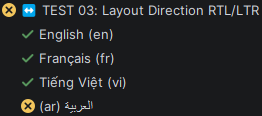 ↔ TEST 03: Layout Direction RTL/LTR
✓ English (en)
✓ Français (fr)
✓ Tiếng Việt (vi)
العربية (ar)